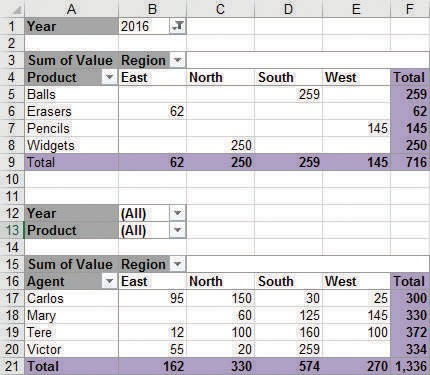 A B C D E F
1 Year 2016
2
3 Sum of Value Region
4 Product East North South West Total
5 Balls 259 259
6 Erasers 62 62
7 Pencils 145 145
8 Widgets 250 250
9 Total 62 250 259 145 716
10
11
12 Year (All)
13 Product (All)
14
15 Sum of Value Region
16 Agent East North South West Total
17 Carlos 95 150 30 25 300
18 Mary 60 125 145 330
19 Tere 12 100 160 100 372
20 Victor 55 20 259 334
21 Total 162 330 574 270 1,336